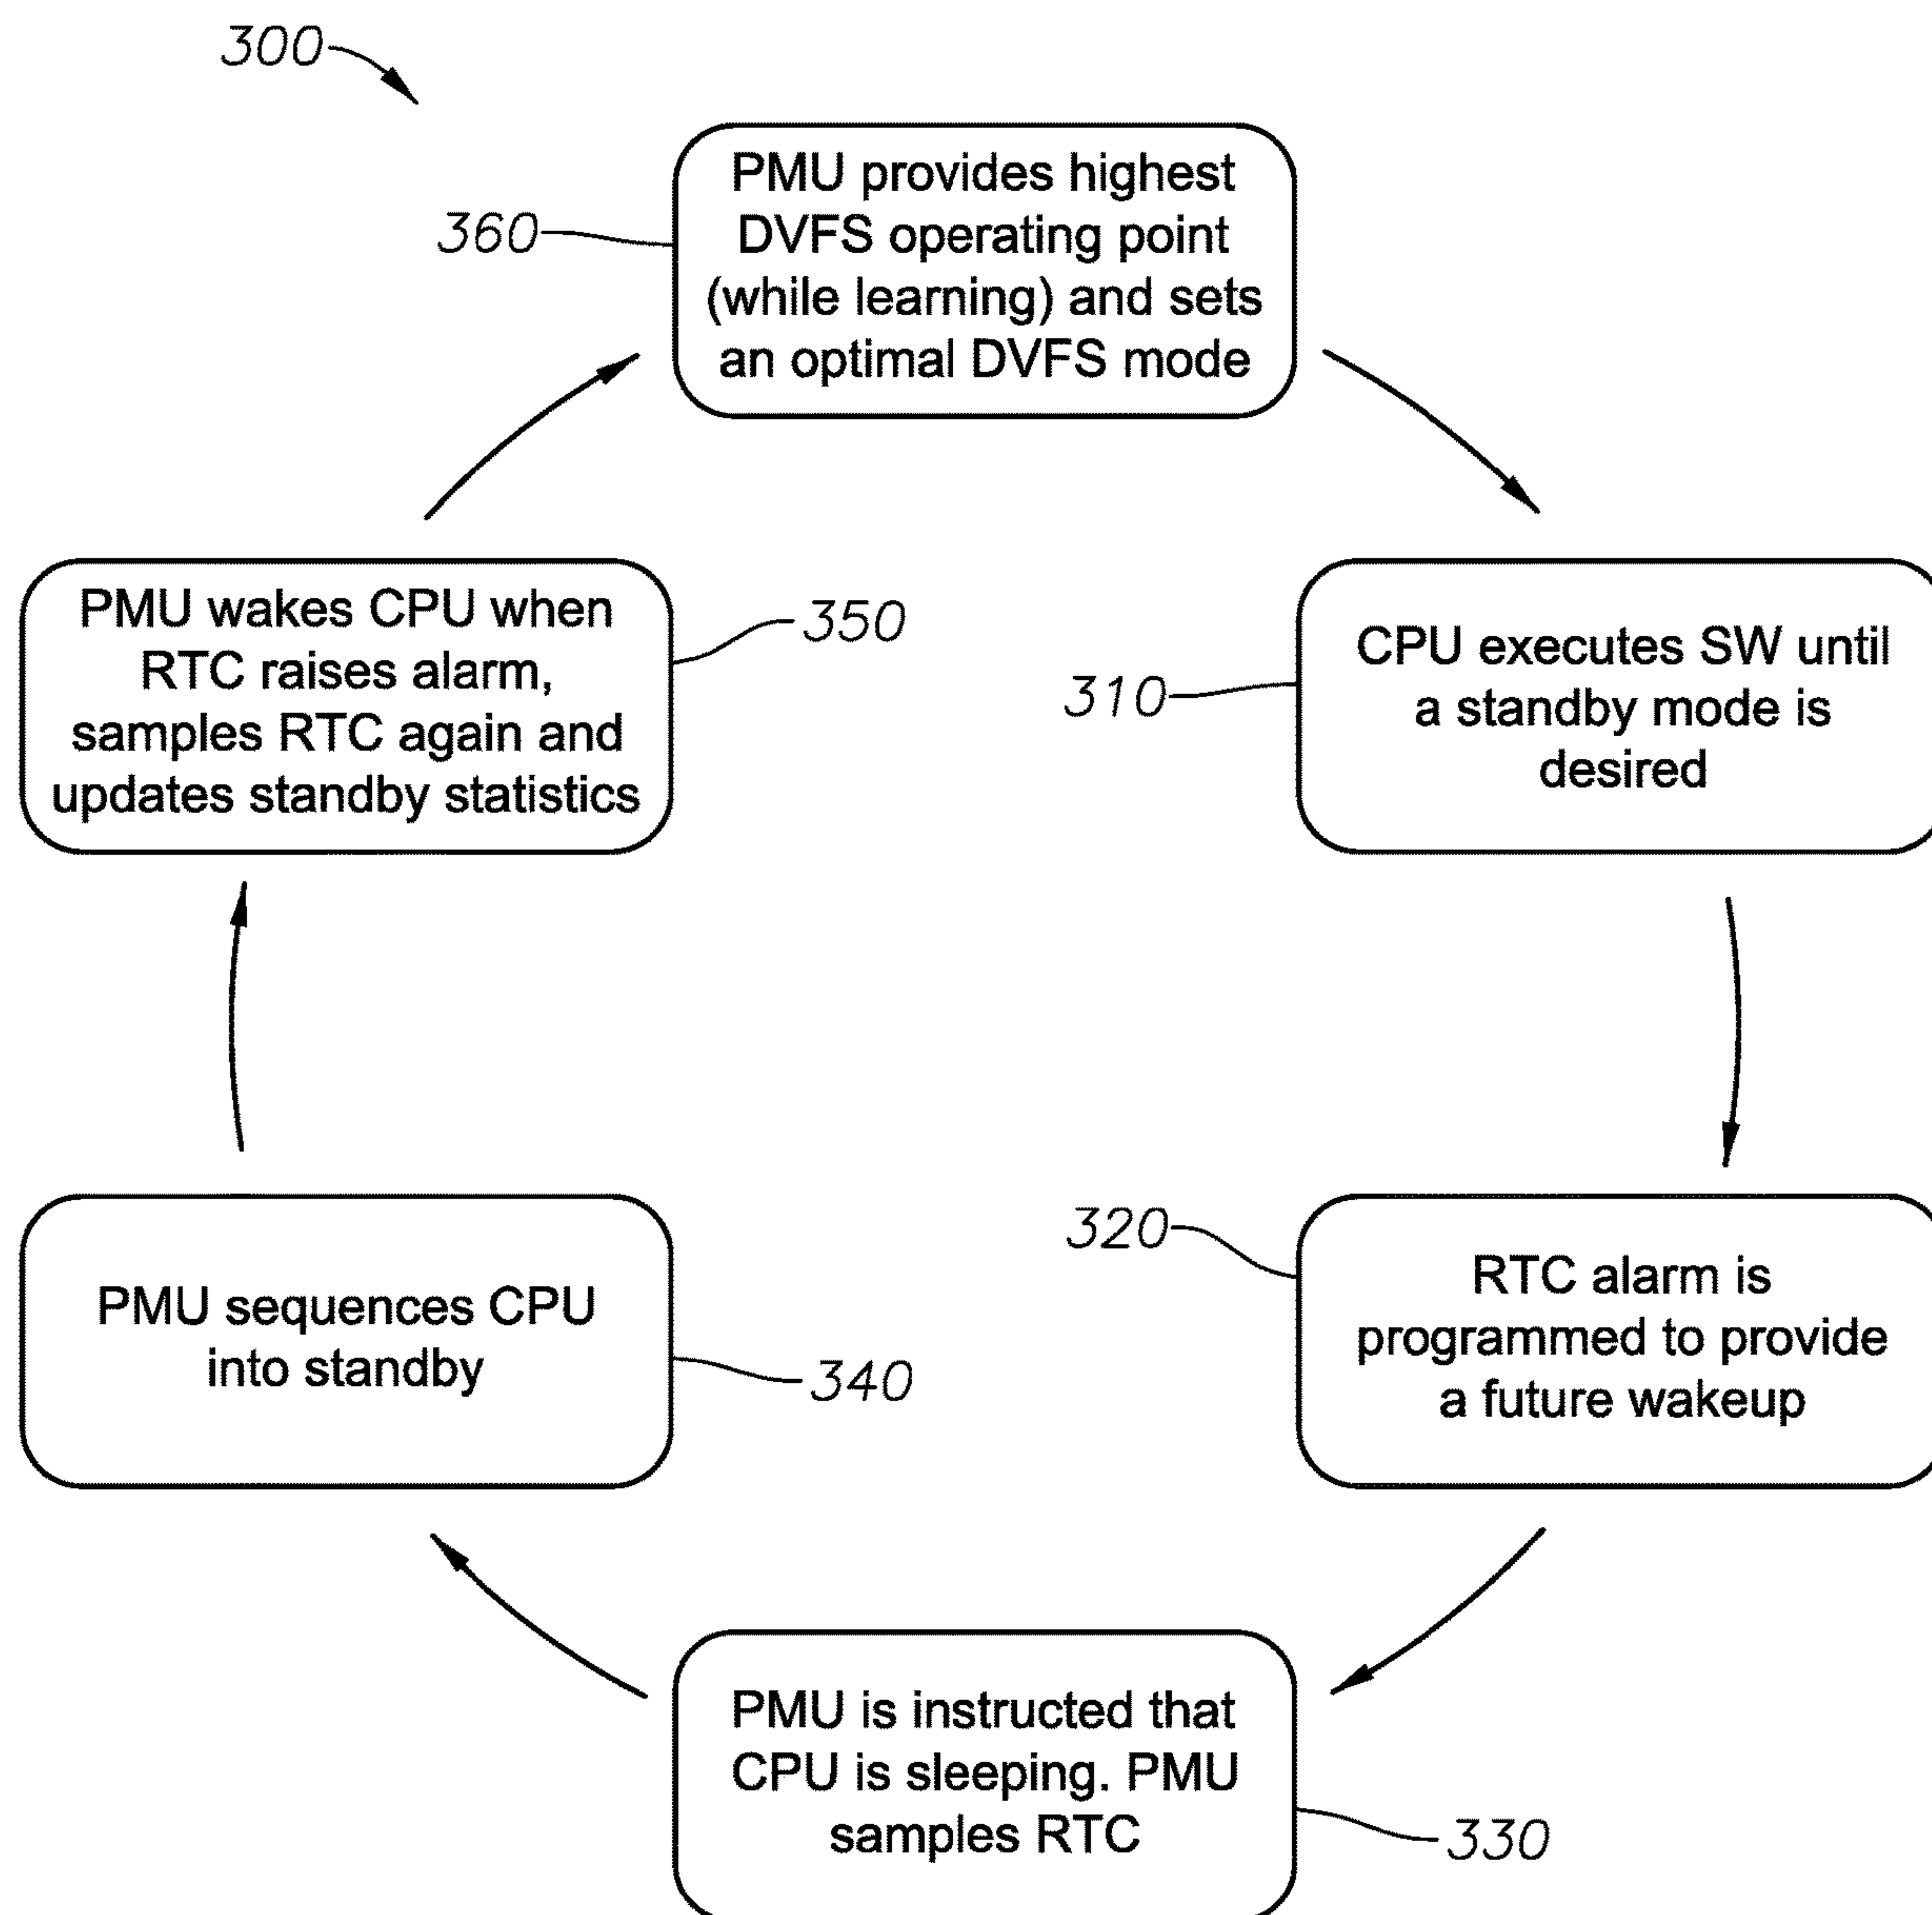 300
360
PMU provides highest
DVFS operating point
(while learning) and sets
an optimal DVFS mode
350
PMU wakes CPU when
RTC raises alarm,
samples RTC again and
updates standby statistics
310
CPU executes SW until
a standby mode is
desired
340
PMU sequences CPU
into standby
320
RTC alarm is
programmed to provide
a future wakeup
PMU is instructed that
CPU is sleeping. PMU
samples RTC
330